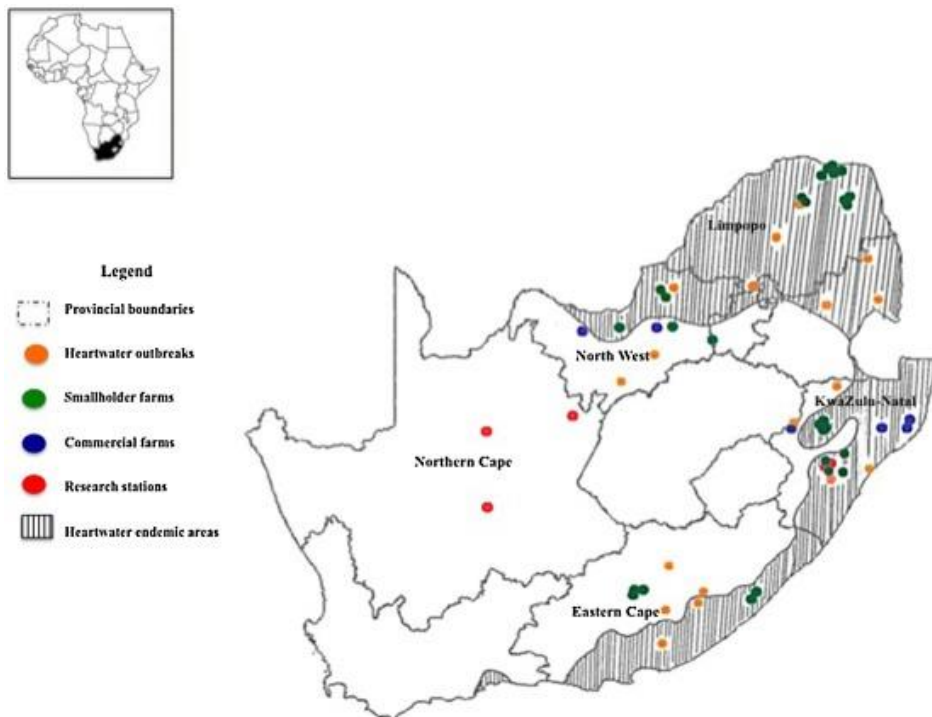 Legend
Provincial boundaries
Heartwater outbreaks
Smallholder farms
Commercial farms
Research stations
Heartwater endemic areas
Limpopo
North West
KwaZulu-Natal
Northern Cape
Eastern Cape